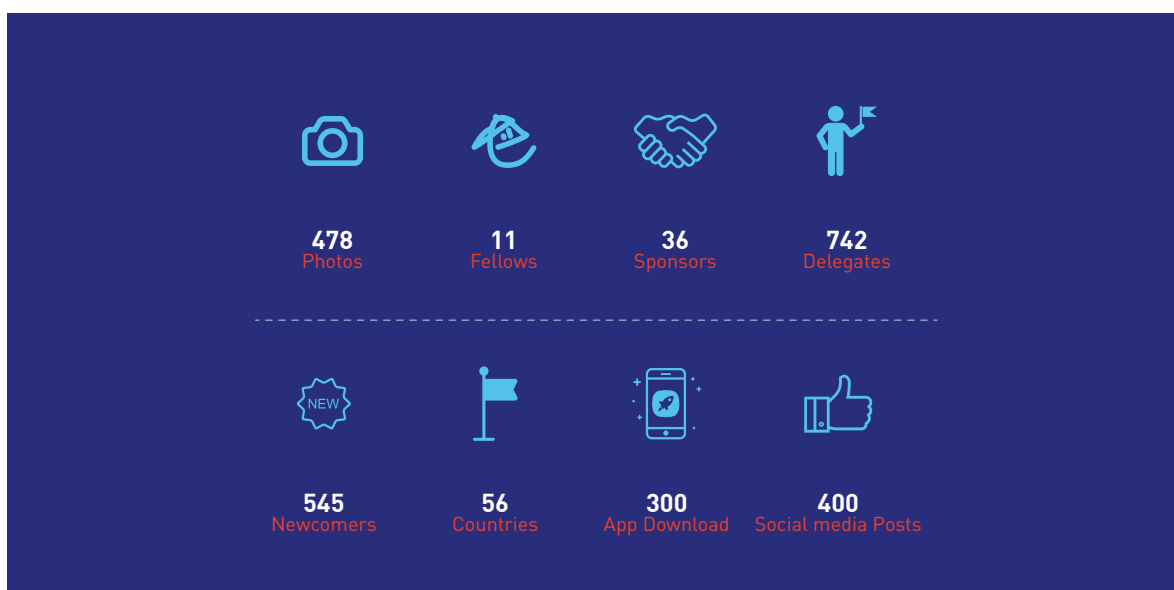 478
Photos
11
Fellows
36
Sponsors
742
Delegates
NEW
545
Newcomers
56
Countries
300
App Download
400
Social media Posts